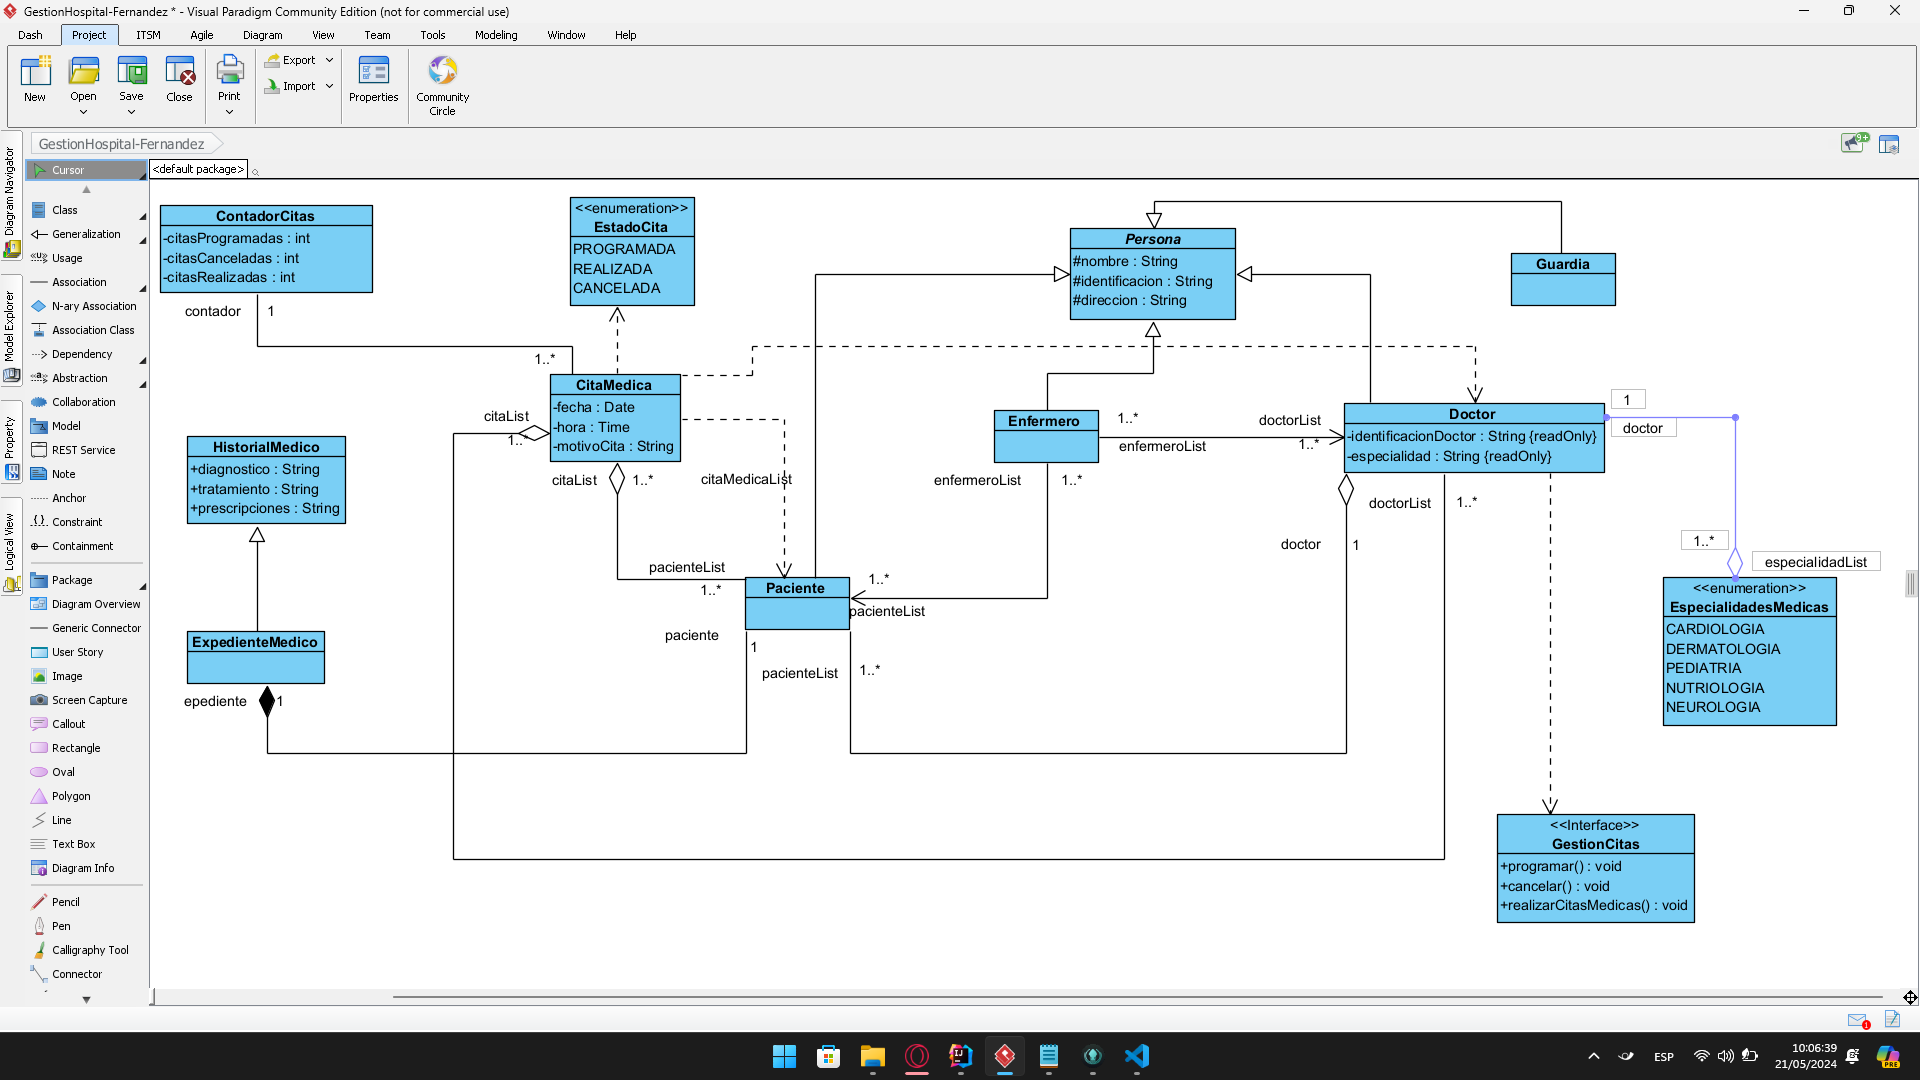 GestionHospital-Fernandez * - Visual Paradigm Community Edition (not for commercial use)
Dash Project ITSM Agile Diagram View Team Tools Modeling Window Help
New Open Save Close Print Export Import Properties Community Circle
GestionHospital-Fernandez
9+
Diagram Navigator
Model Explorer
Property
Logical View
Cursor
Class
Generalization
Usage
Association
N-ary Association
Association Class
Dependency
Abstraction
Collaboration
Model
REST Service
Note
Anchor
Constraint
Containment
Package
Diagram Overview
Generic Connector
User Story
Image
Screen Capture
Callout
Rectangle
Oval
Polygon
Line
Text Box
Diagram Info
Pencil
Pen
Calligraphy Tool
Connector
<default package>
ContadorCitas
-citasProgramadas : int
-citasCanceladas : int
-citasRealizadas : int
contador 1
1..*
<<enumeration>>
EstadoCita
PROGRAMADA
REALIZADA
CANCELADA
Persona
#nombre : String
#identificacion : String
#direccion : String
Guardia
CitaMedica
-fecha : Date
-hora : Time
-motivoCita : String
citaList
1..*
citaList 1..*
citaMedicaList
HistorialMedico
+diagnostico : String
+tratamiento : String
+prescripciones : String
Enfermero
1..*
enfermeroList
doctorList
1..*
enfermeroList 1..*
Doctor
-identificacionDoctor : String {readOnly}
-especialidad : String {readOnly}
1
doctor
doctorList 1..*
doctor 1
1..*
especialidadList
<<enumeration>>
EspecialidadesMedicas
CARDIOLOGIA
DERMATOLOGIA
PEDIATRIA
NUTRIOLOGIA
NEUROLOGIA
pacienteList
1..*
Paciente
1..*
pacienteList
paciente
1
pacienteList 1..*
ExpedienteMedico
epediente 1
<<Interface>>
GestionCitas
+programar() : void
+cancelar() : void
+realizarCitasMedicas() : void
1
ESP
10:06:39
21/05/2024
PRE